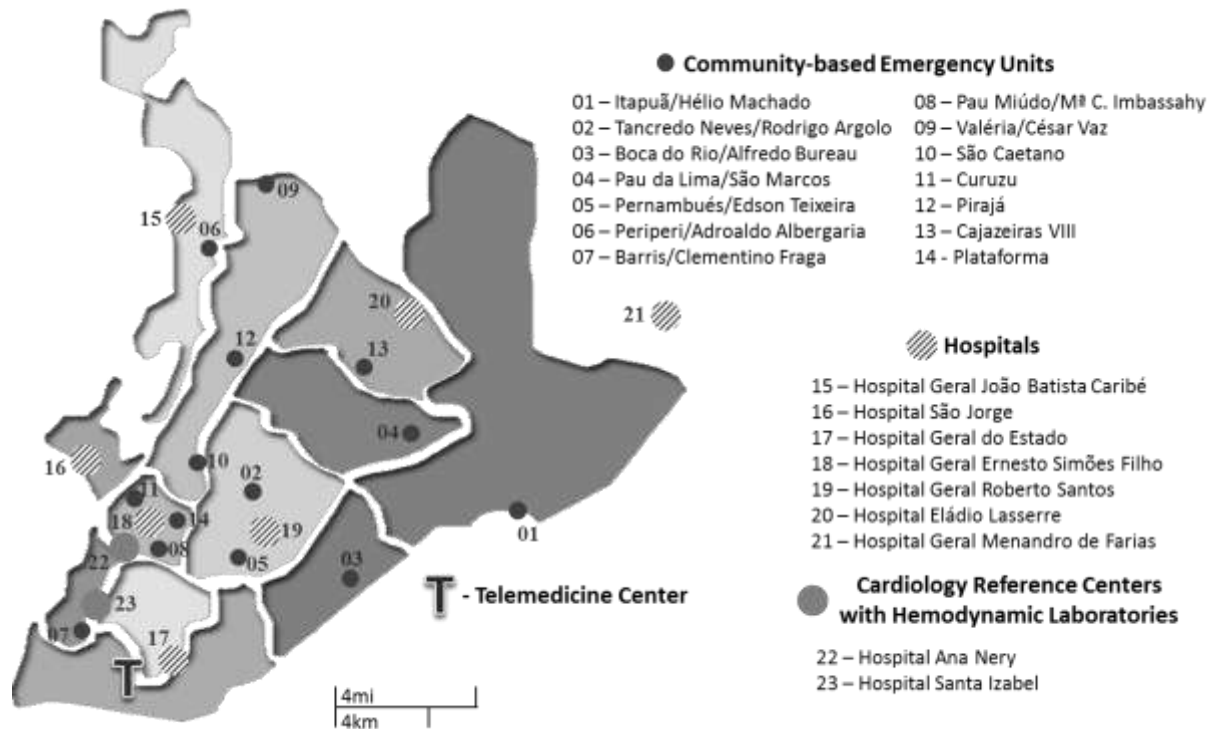 Community-based Emergency Units
01 – Itapuã/Hélio Machado
02 – Tancredo Neves/Rodrigo Argolo
03 – Boca do Rio/Alfredo Bureau
04 – Pau da Lima/São Marcos
05 – Pernambués/Edson Teixeira
06 – Periperi/Adroaldo Albergaria
07 – Barris/Clementino Fraga
08 – Pau Miúdo/Mª C. Imbassahy
09 – Valéria/César Vaz
10 – São Caetano
11 – Curuzu
12 – Pirajá
13 – Cajazeiras VIII
14 - Plataforma
Hospitals
15 – Hospital Geral João Batista Caribé
16 – Hospital São Jorge
17 – Hospital Geral do Estado
18 – Hospital Geral Ernesto Simões Filho
19 – Hospital Geral Roberto Santos
20 – Hospital Eládio Lasserre
21 – Hospital Geral Menandro de Farias
Cardiology Reference Centers
with Hemodynamic Laboratories
22 – Hospital Ana Nery
23 – Hospital Santa Izabel
T - Telemedicine Center
09
15
06
20
21
12
13
04
16
10
02
11
18
14
19
01
22
08
05
03
23
07
17
T
4mi
4km